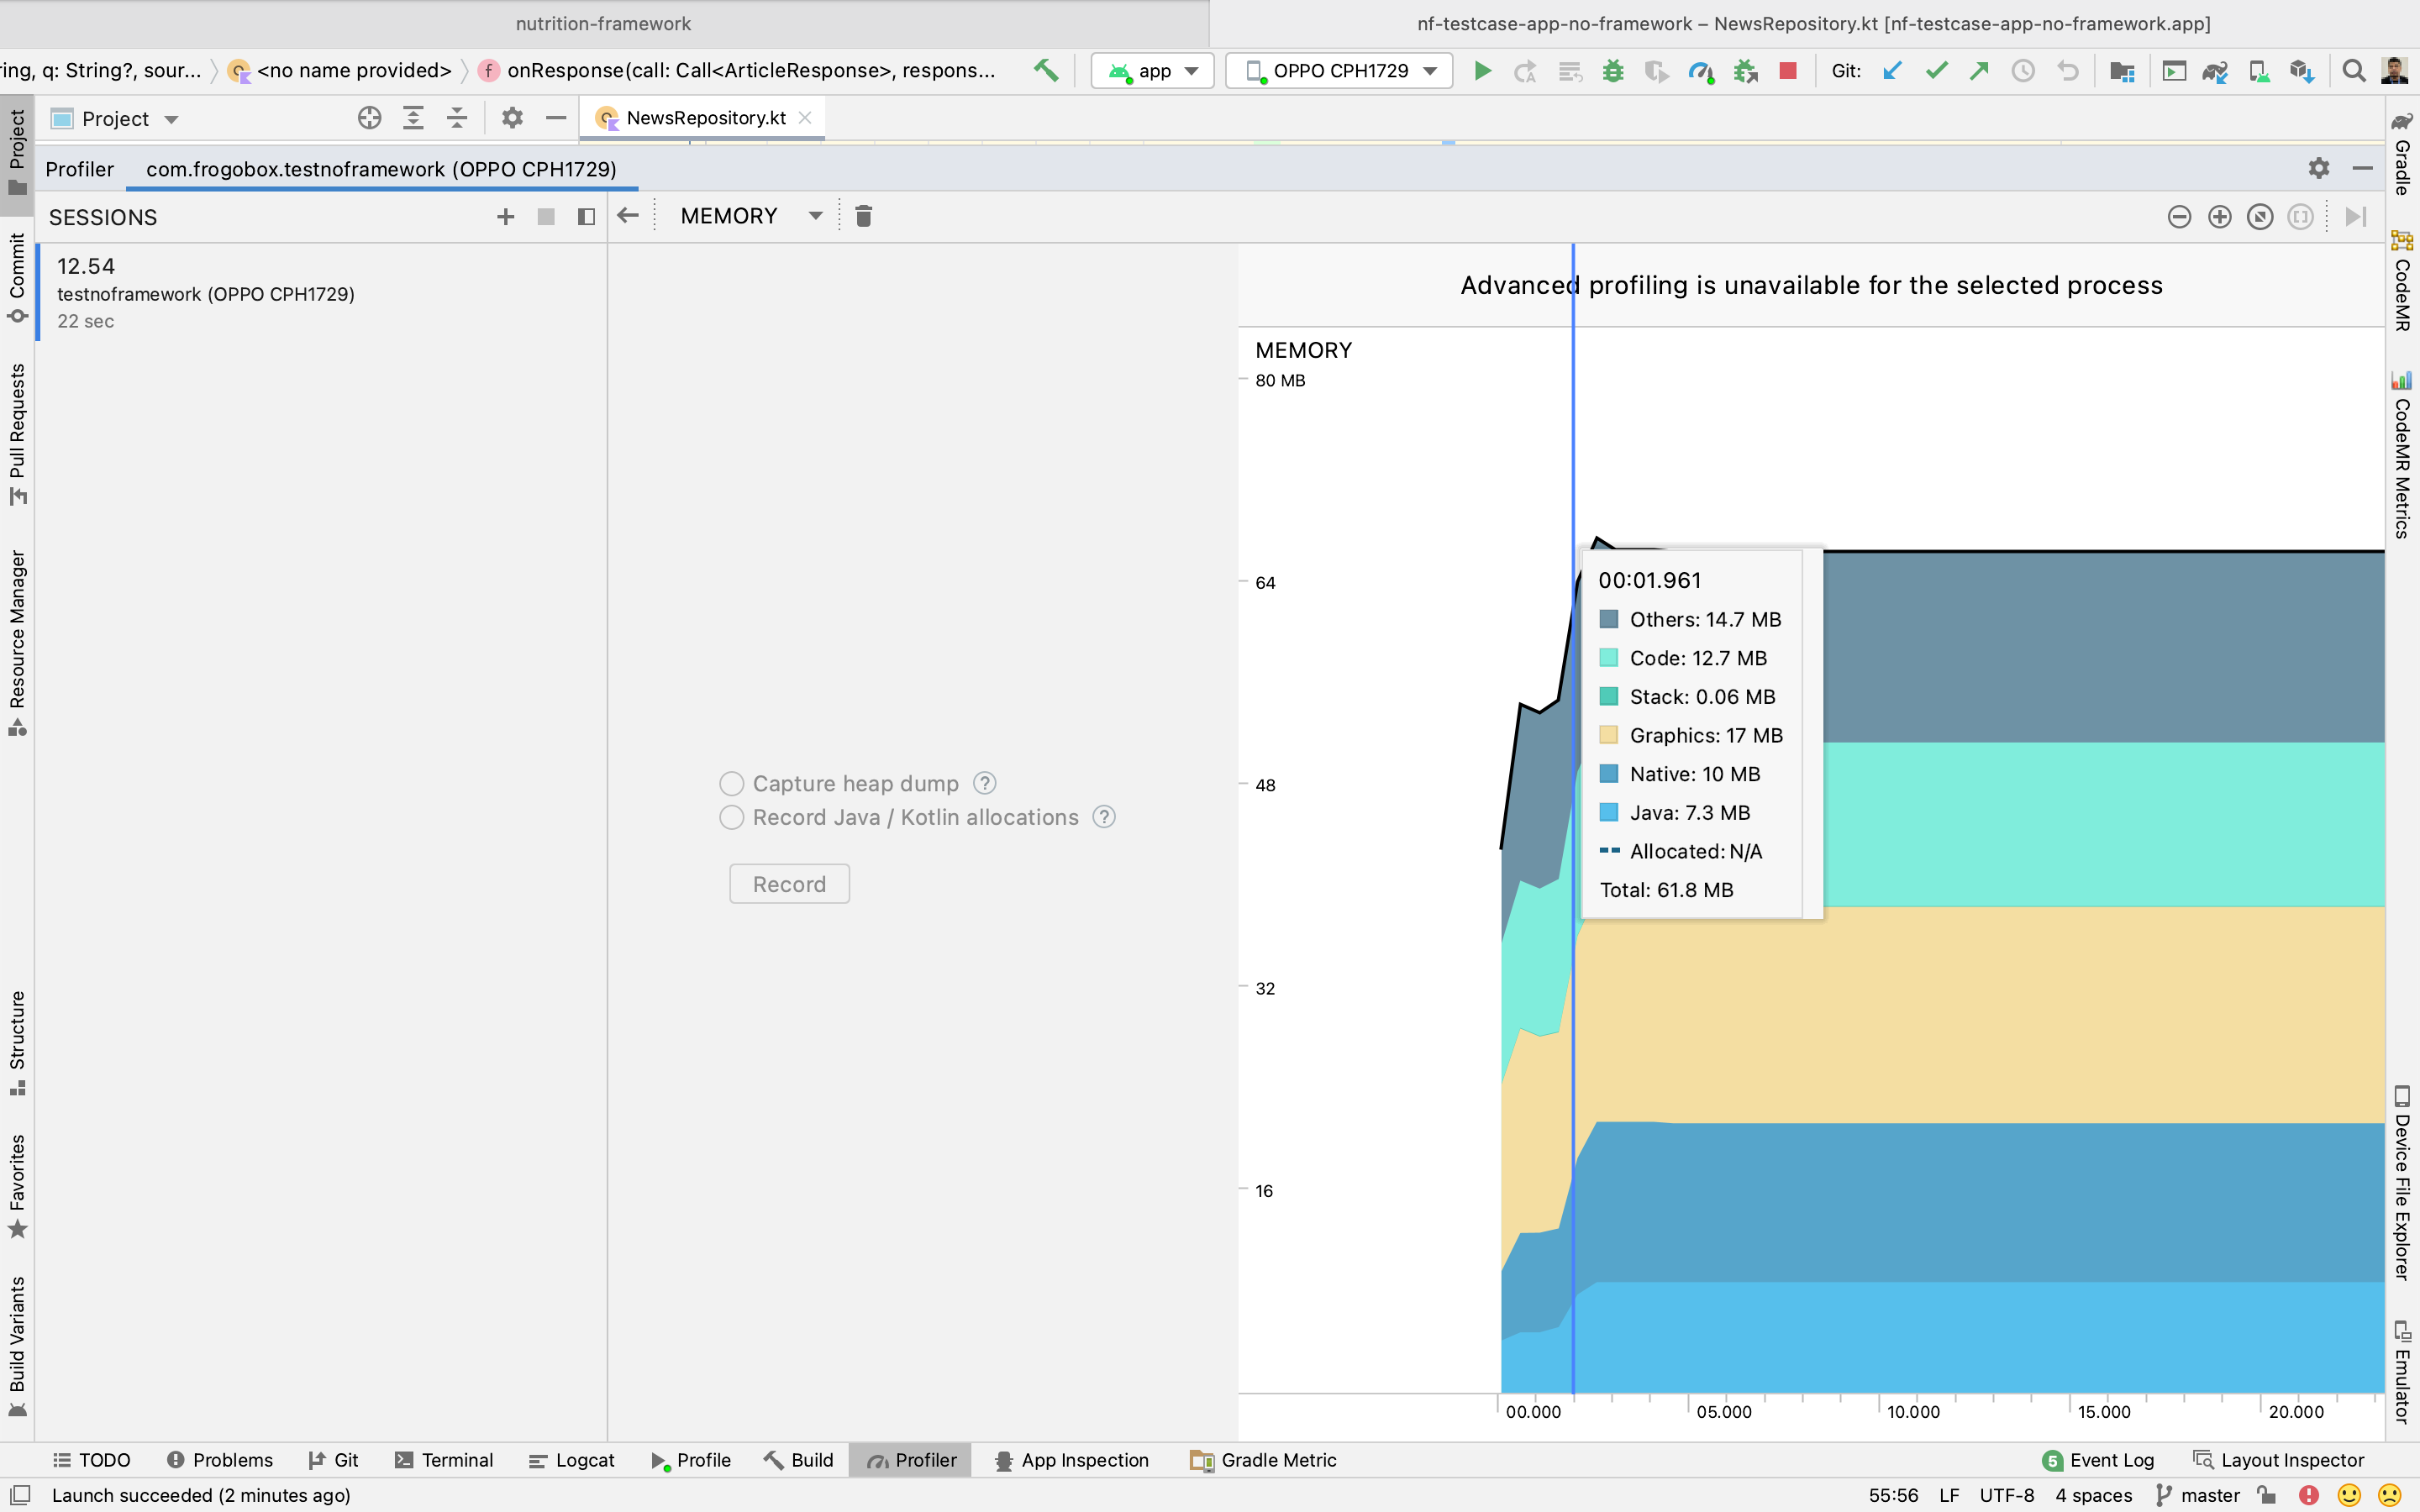 nutrition-framework
nf-testcase-app-no-framework – NewsRepository.kt [nf-testcase-app-no-framework.app]
ring, q: String?, sour...
<no name provided>
f
onResponse(call: Call<ArticleResponse>, respons...
app
OPPO CPH1729
Git:
Project
NewsRepository.kt
Profiler
com.frogobox.testnoframework (OPPO CPH1729)
SESSIONS
MEMORY
12.54
testnoframework (OPPO CPH1729)
22 sec
Advanced profiling is unavailable for the selected process
MEMORY
80 MB
64
48
32
16
00:01.961
Others: 14.7 MB
Code: 12.7 MB
Stack: 0.06 MB
Graphics: 17 MB
Native: 10 MB
Java: 7.3 MB
Allocated: N/A
Total: 61.8 MB
Capture heap dump ?
Record Java / Kotlin allocations ?
Record
00.000
05.000
10.000
15.000
20.000
Project
Commit
Pull Requests
Resource Manager
Structure
Favorites
Build Variants
Gradle
CodeMR
CodeMR Metrics
Device File Explorer
Emulator
TODO
Problems
Git
Terminal
Logcat
Profile
Build
Profiler
App Inspection
Gradle Metric
5 Event Log
Layout Inspector
Launch succeeded (2 minutes ago)
55:56
LF
UTF-8
4 spaces
master